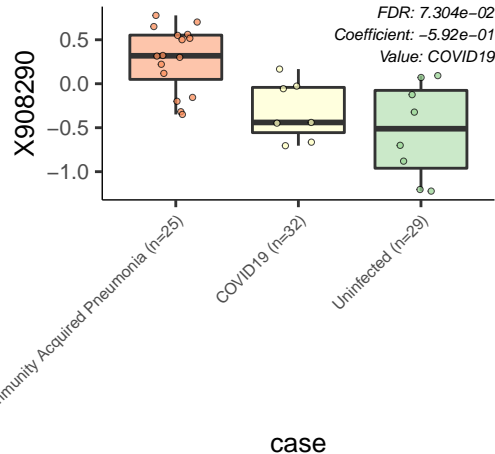 FDR: 7.304e−02
Coefficient: −5.92e−01
Value: COVID19
X908290
0.5
0.0
−0.5
−1.0
Acquired Pneumonia (n=25)
COVID19 (n=32)
Uninfected (n=29)
case